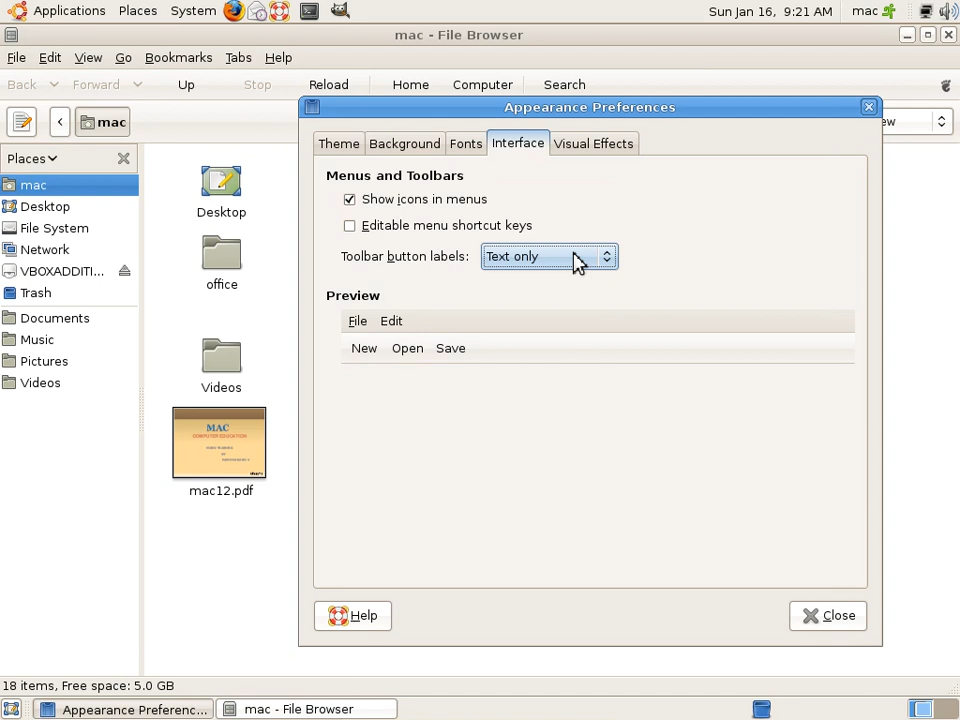 Applications Places System Sun Jan 16, 9:21 AM mac
mac - File Browser
File Edit View Go Bookmarks Tabs Help
Back Forward Up Stop Reload Home Computer Search
Appearance Preferences
mac
ew
Theme Background Fonts Interface Visual Effects
Places
mac
Desktop
File System
Network
VBOXADDITI...
Trash
Documents
Music
Pictures
Videos
Desktop
office
Videos
MAC
COMPUTER EDUCATION
mac12.pdf
Menus and Toolbars
Show icons in menus
Editable menu shortcut keys
Toolbar button labels: Text only
Preview
File Edit
New Open Save
Help Close
18 items, Free space: 5.0 GB
Appearance Preferenc... mac - File Browser